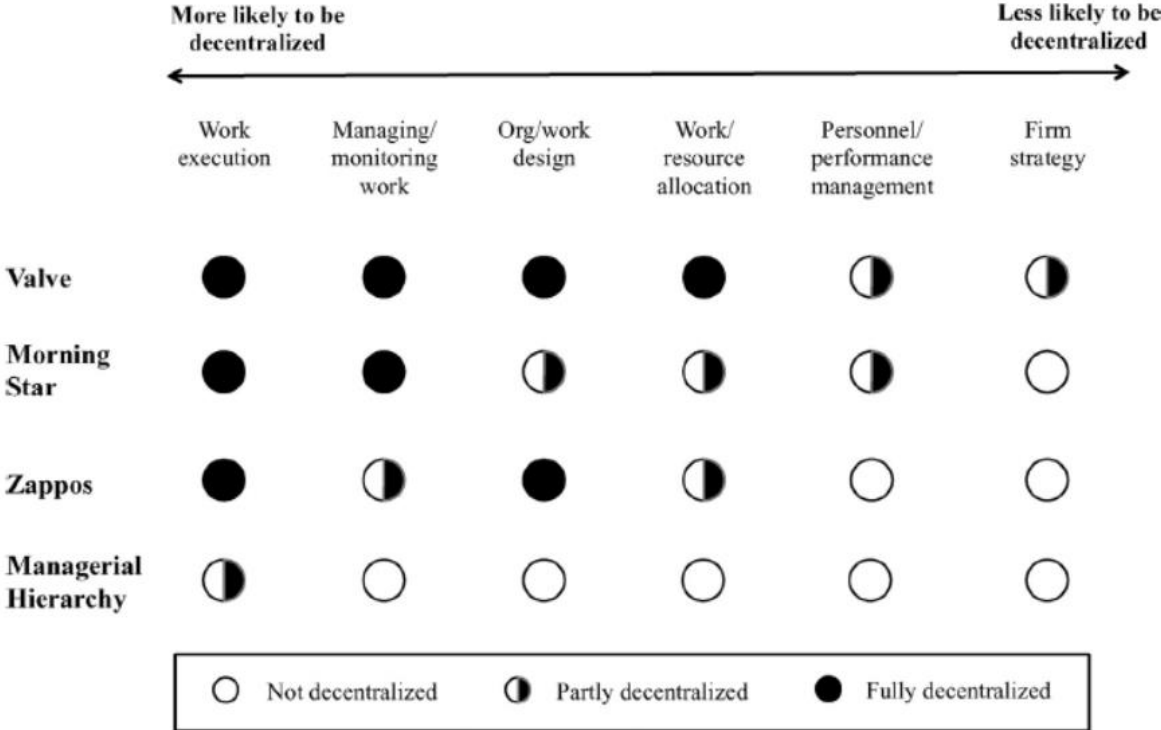 More likely to be
decentralized
Less likely to be
decentralized
Work
execution
Managing/
monitoring
work
Org/work
design
Work/
resource
allocation
Personnel/
performance
management
Firm
strategy
Valve
Morning
Star
Zappos
Managerial
Hierarchy
Not decentralized
Partly decentralized
Fully decentralized